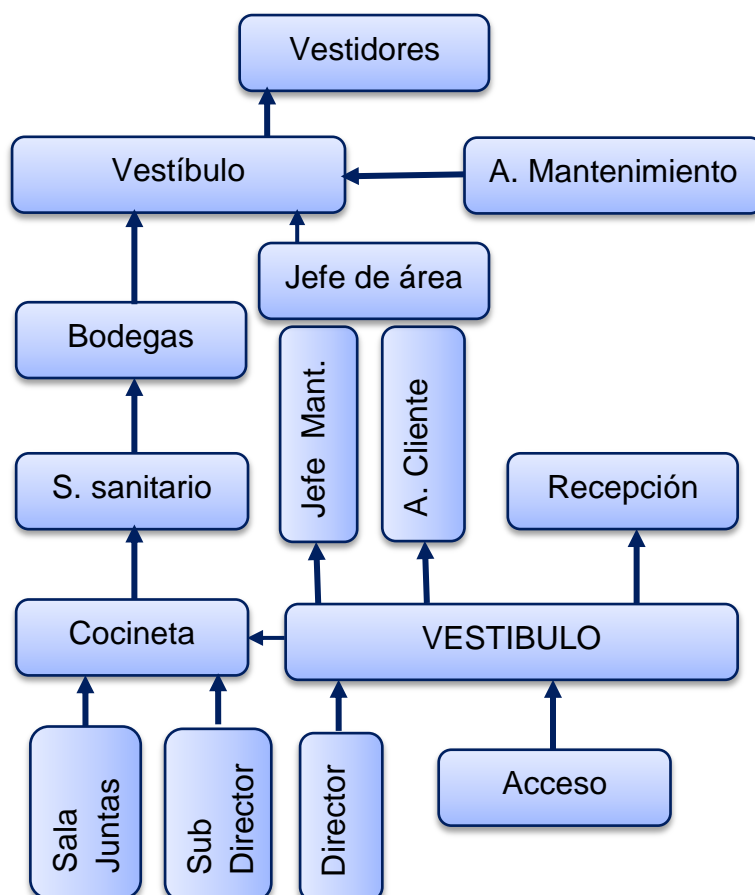 Vestidores
Vestíbulo
A. Mantenimiento
Jefe de área
Bodegas
Jefe Mant.
A. Cliente
S. sanitario
Recepción
Cocineta
VESTIBULO
Sala
Juntas
Sub
Director
Director
Acceso